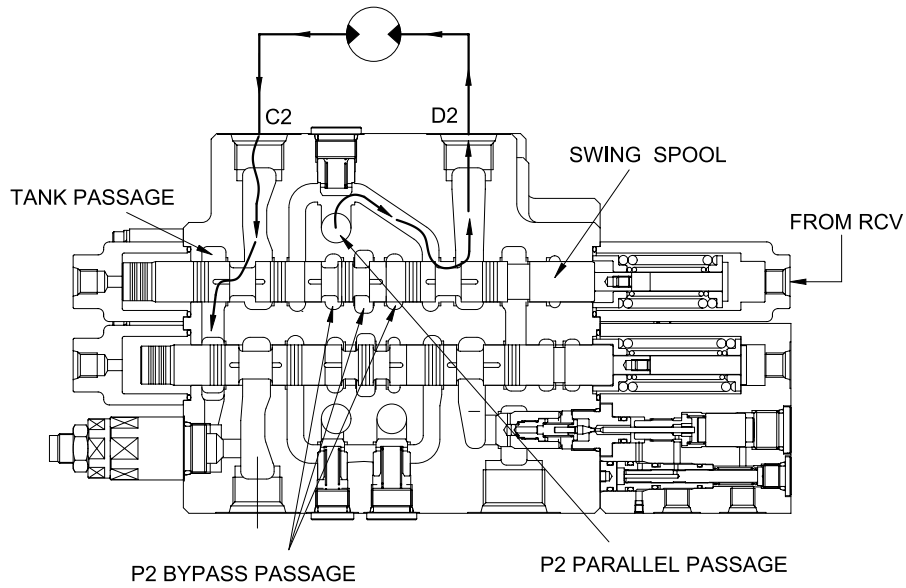 C2
D2
SWING SPOOL
TANK PASSAGE
FROM RCV
P2 BYPASS PASSAGE
P2 PARALLEL PASSAGE